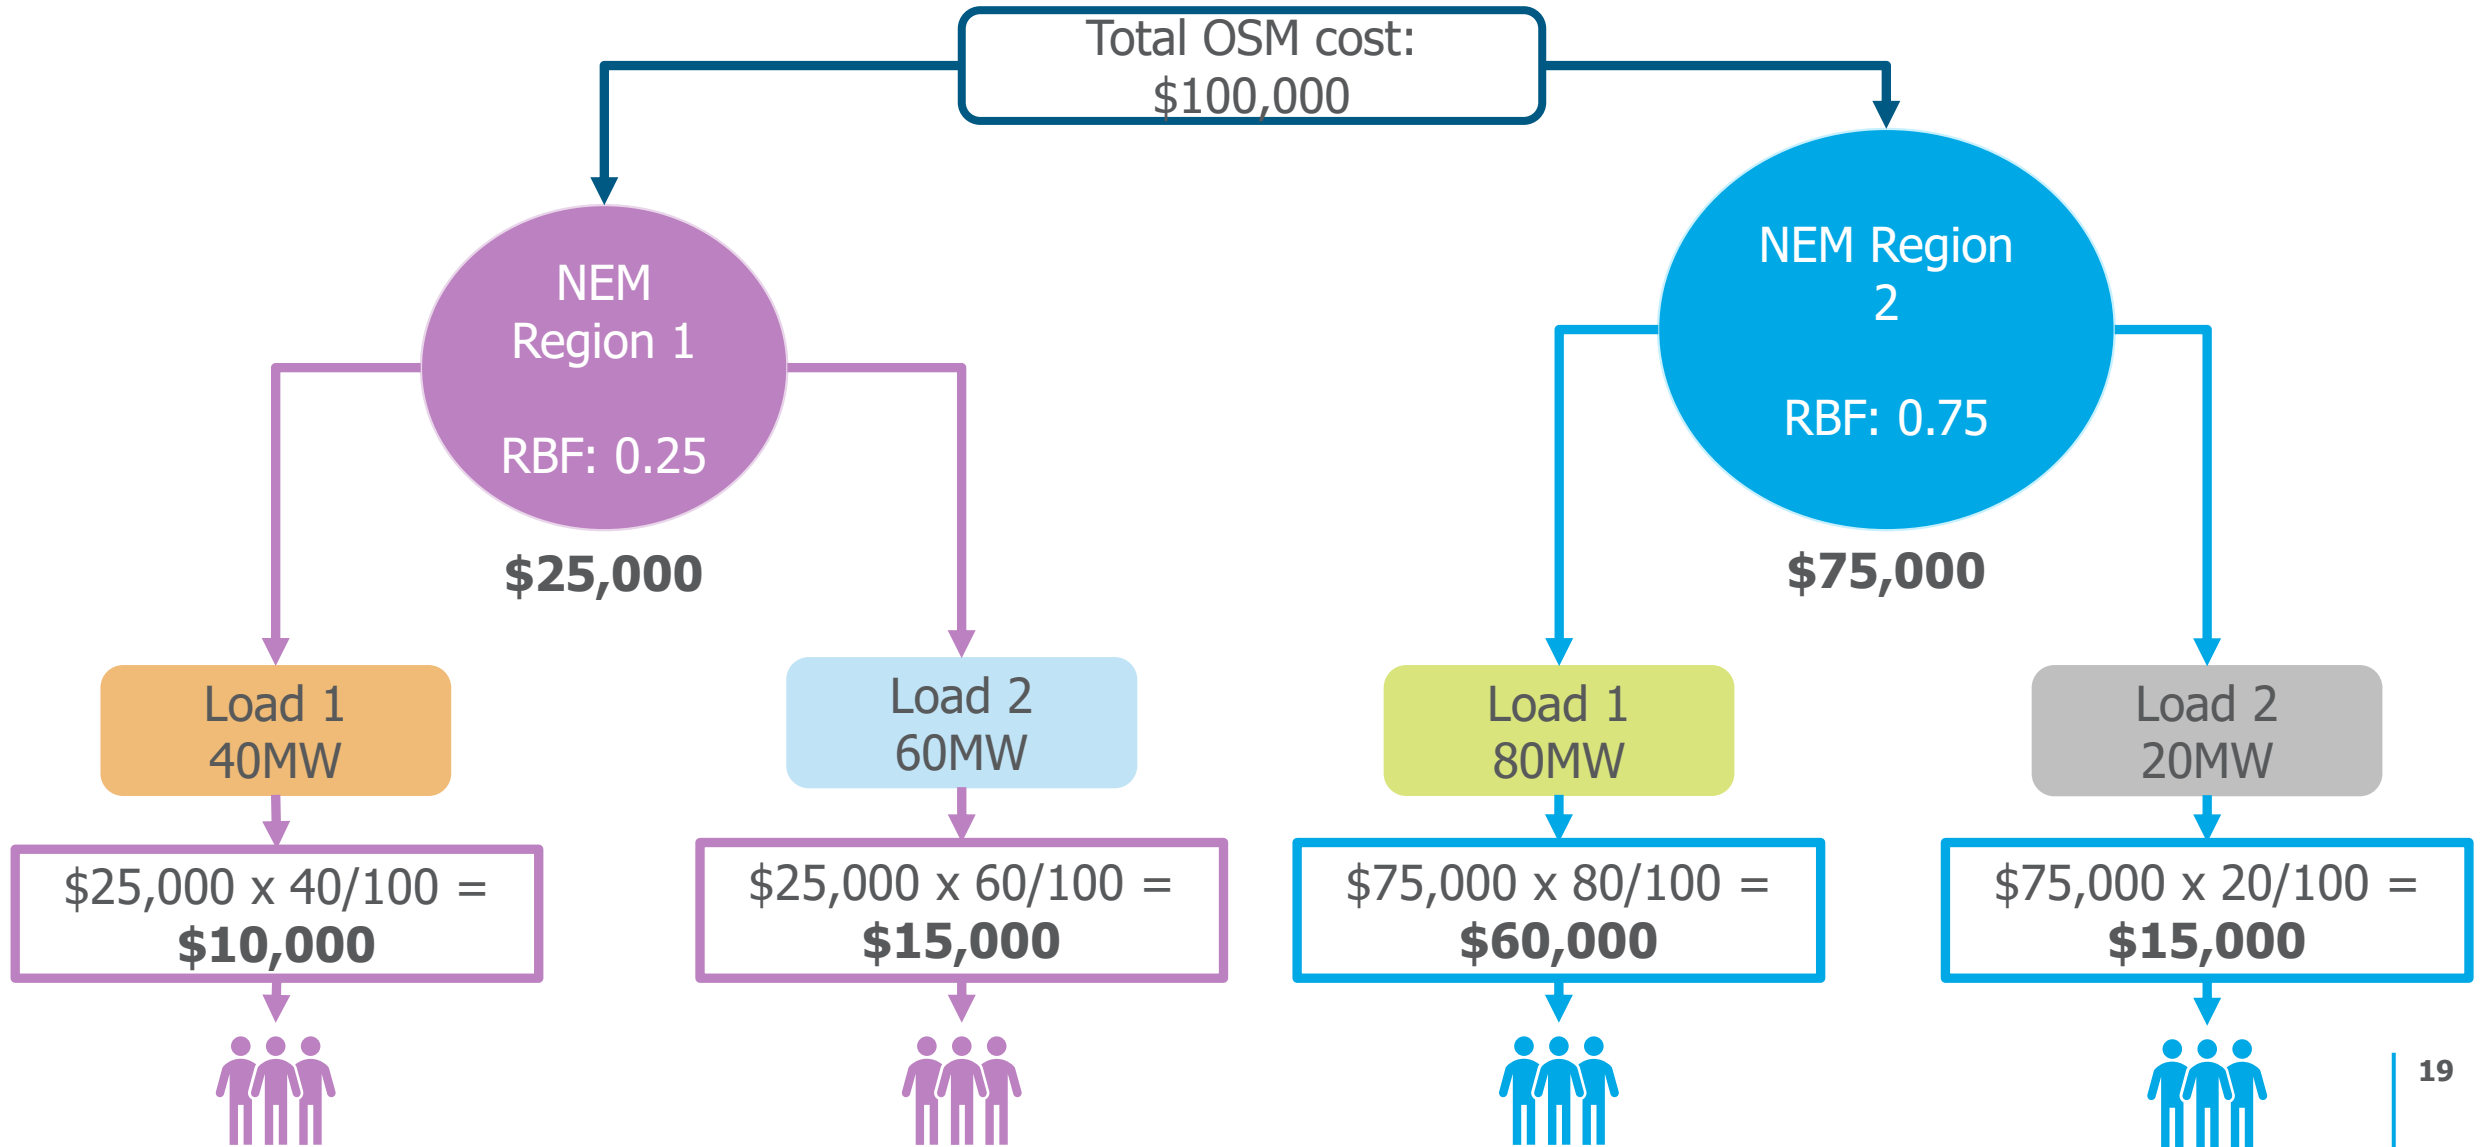 Total OSM cost:
$100,000
NEM
Region 1
RBF: 0.25
$25,000
NEM Region
2
RBF: 0.75
$75,000
Load 1
40MW
Load 2
60MW
Load 1
80MW
Load 2
20MW
$25,000 x 40/100 =
$10,000
$25,000 x 60/100 =
$15,000
$75,000 x 80/100 =
$60,000
$75,000 x 20/100 =
$15,000
19